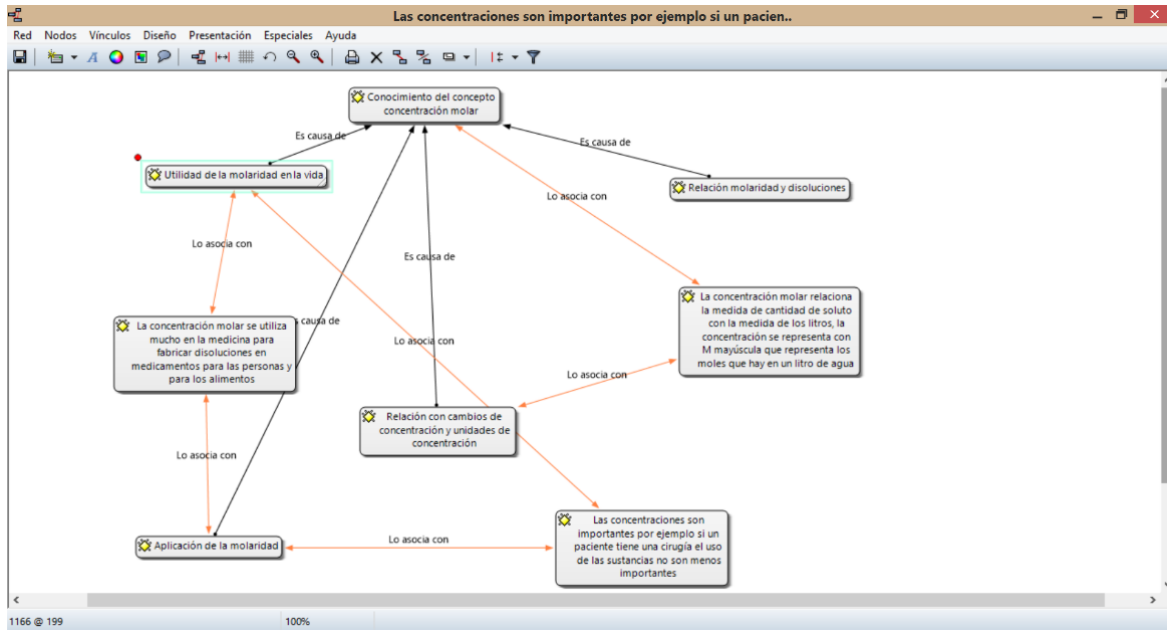 Las concentraciones son importantes por ejemplo si un pacien..
Red Nodos Vínculos Diseño Presentación Especiales Ayuda
Conocimiento del concepto
concentración molar
Es causa de
Es causa de
Utilidad de la molaridad en la vida
Relación molaridad y disoluciones
Lo asocia con
Lo asocia con
Es causa de
La concentración molar relaciona
la medida de cantidad de soluto
con la medida de los litros, la
concentración se representa con
M mayúscula que representa los
moles que hay en un litro de agua
La concentración molar se utiliza
mucho en la medicina para
fabricar disoluciones en
medicamentos para las personas y
para los alimentos
s causa de
Lo asocia con
Lo asocia con
Relación con cambios de
concentración y unidades de
concentración
Lo asocia con
Las concentraciones son
importantes por ejemplo si un
paciente tiene una cirugía el uso
de las sustancias no son menos
importantes
Aplicación de la molaridad
Lo asocia con
1166 @ 199 100%